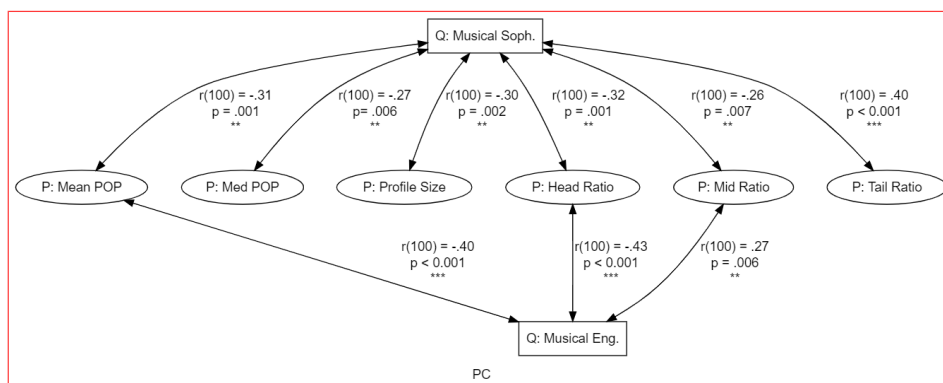 Q: Musical Soph.
r(100) = -.31
p = .001
**
r(100) = -.27
p= .006
**
r(100) = -.30
p = .002
**
r(100) = -.32
p = .001
**
r(100) = -.26
p = .007
**
r(100) = .40
p < 0.001
***
P: Mean POP
P: Med POP
P: Profile Size
P: Head Ratio
P: Mid Ratio
P: Tail Ratio
r(100) = -.40
p < 0.001
***
r(100) = -.43
p < 0.001
***
r(100) = .27
p = .006
**
Q: Musical Eng.
PC